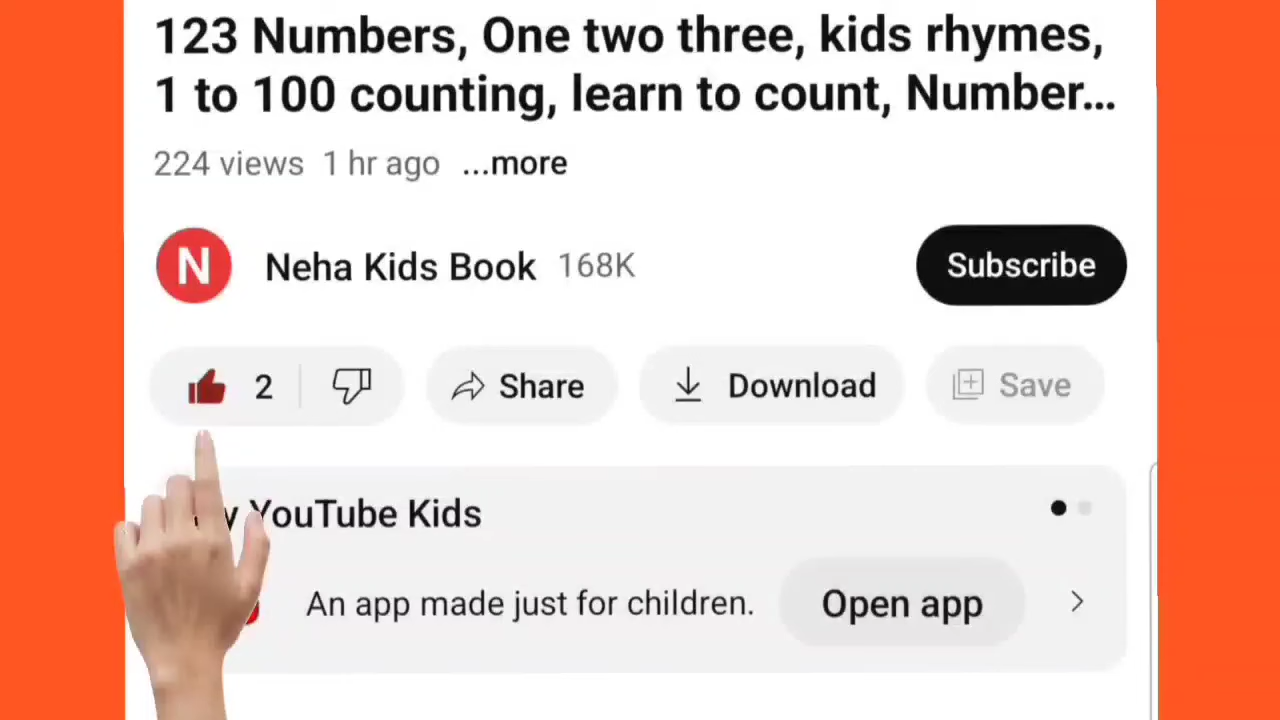 123 Numbers, One two three, kids rhymes,
1 to 100 counting, learn to count, Number...
224 views 1 hr ago ...more
N Neha Kids Book 168K Subscribe
2 Share Download Save
YouTube Kids
An app made just for children. Open app